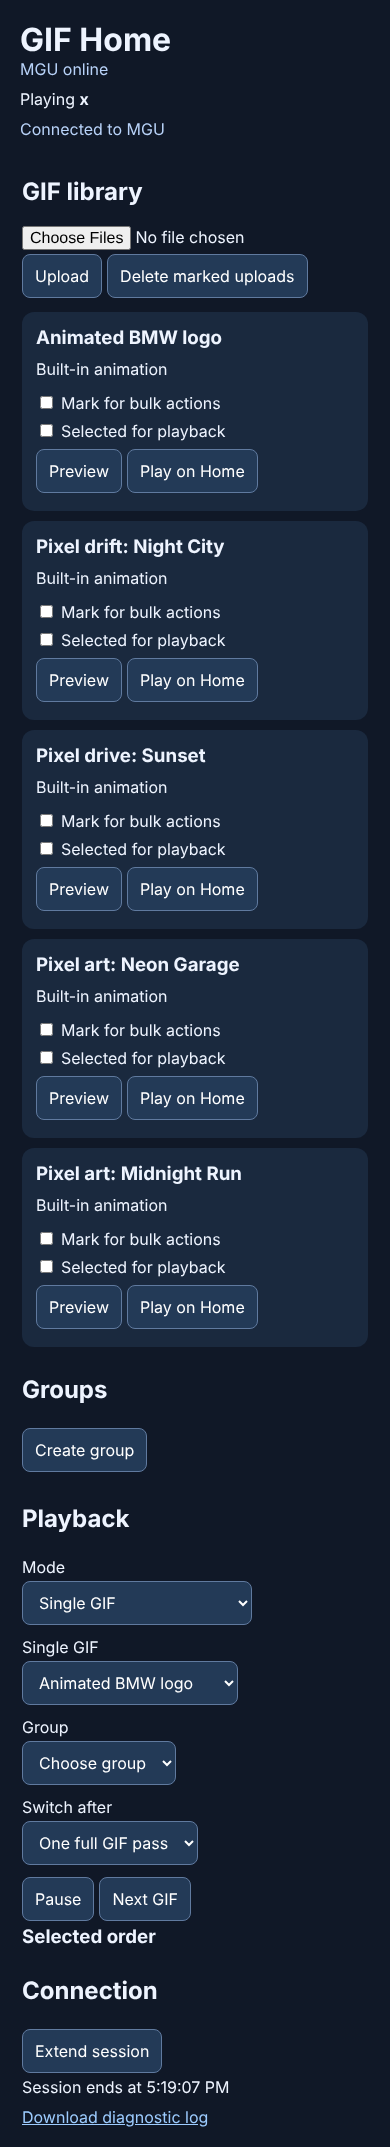 GIF Home
MGU online
Playing x
Connected to MGU
GIF library
Choose Files No file chosen
Upload Delete marked uploads
Animated BMW logo
Built-in animation
Mark for bulk actions
Selected for playback
Preview Play on Home
Pixel drift: Night City
Built-in animation
Mark for bulk actions
Selected for playback
Preview Play on Home
Pixel drive: Sunset
Built-in animation
Mark for bulk actions
Selected for playback
Preview Play on Home
Pixel art: Neon Garage
Built-in animation
Mark for bulk actions
Selected for playback
Preview Play on Home
Pixel art: Midnight Run
Built-in animation
Mark for bulk actions
Selected for playback
Preview Play on Home
Groups
Create group
Playback
Mode
Single GIF
Single GIF
Animated BMW logo
Group
Choose group
Switch after
One full GIF pass
Pause Next GIF
Selected order
Connection
Extend session
Session ends at 5:19:07 PM
Download diagnostic log